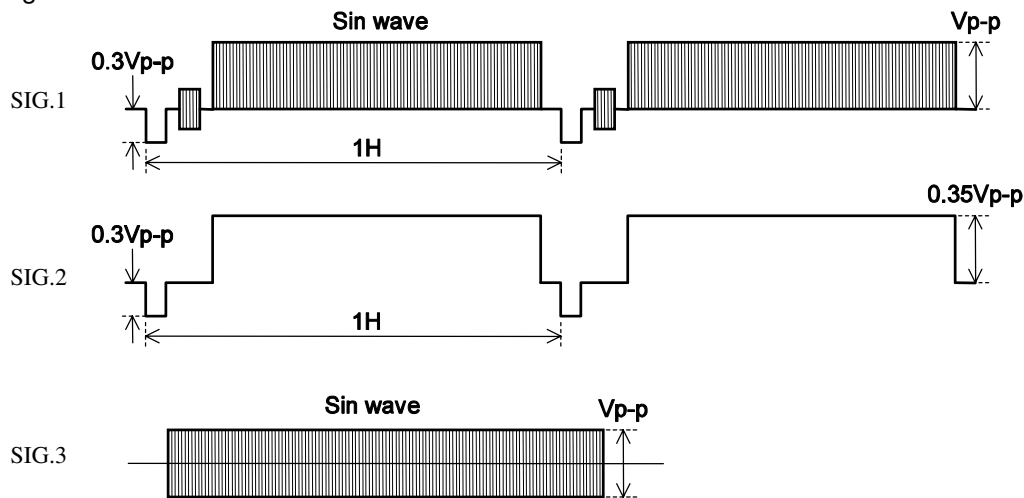 Sin wave
Vp-p
0.3Vp-p
SIG.1
1H
0.35Vp-p
0.3Vp-p
SIG.2
1H
Sin wave
Vp-p
SIG.3